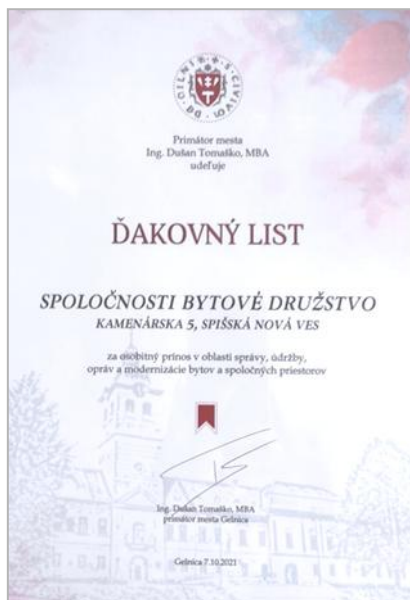 Primátor mesta
Ing. Dušan Tomaško, MBA
udeľuje
ĎAKOVNÝ LIST
SPOLOČNOSTI BYTOVÉ DRUŽSTVO
KAMENÁRSKA 5, SPIŠSKÁ NOVÁ VES
za osobitný prínos v oblasti správy, údržby,
opráv a modernizácie bytov a spoločných priestorov
Ing. Dušan Tomaško, MBA
primátor mesta Gelnica
Gelnica 7.10.2021